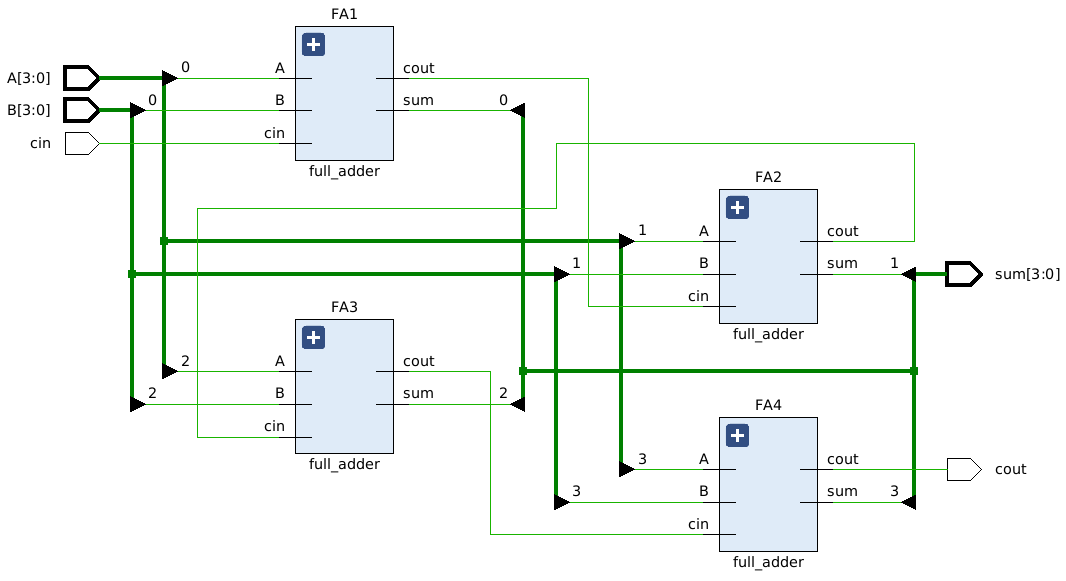 FA1
A[3:0]
0
A
cout
B[3:0]
0
B
sum
0
cin
cin
full_adder
FA2
1
A
cout
1
B
sum
1
sum[3:0]
cin
full_adder
FA3
2
A
cout
2
B
sum
2
cin
full_adder
FA4
3
A
cout
cout
3
B
sum
3
cin
full_adder